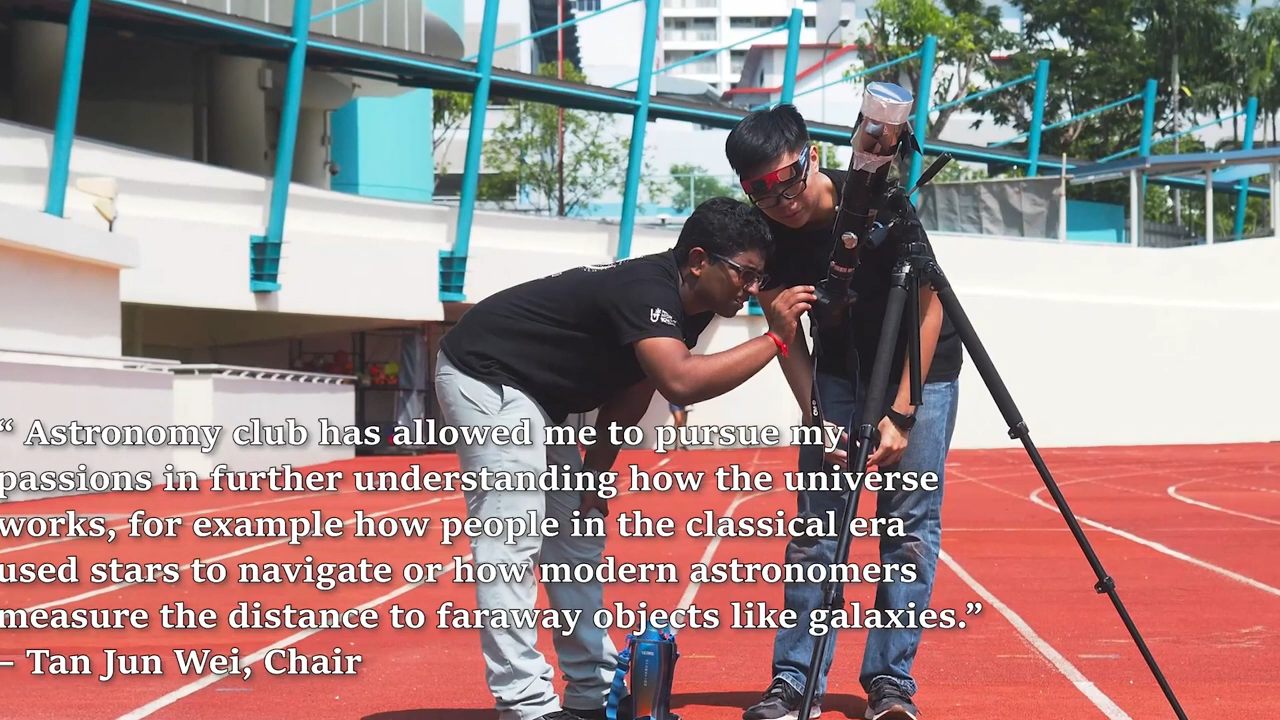 “ Astronomy club has allowed me to pursue my
passions in further understanding how the universe
works, for example how people in the classical era
used stars to navigate or how modern astronomers
measure the distance to faraway objects like galaxies.”
– Tan Jun Wei, Chair